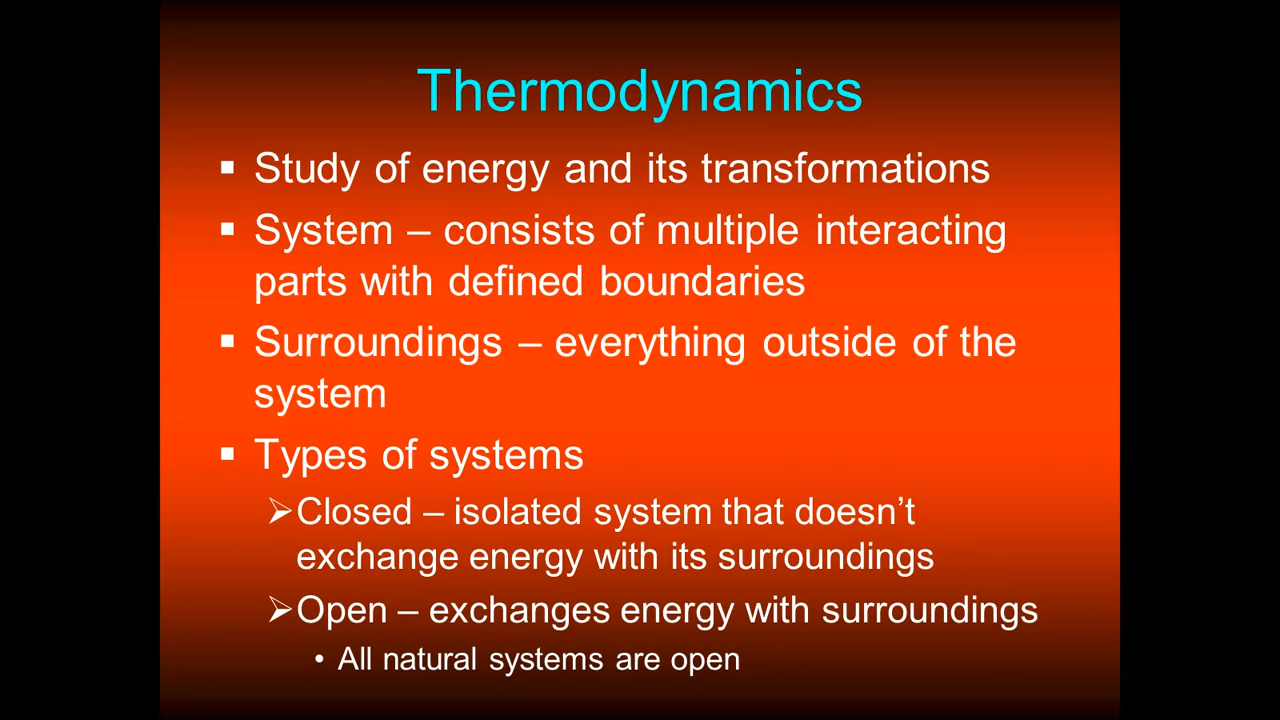 Thermodynamics
▪ Study of energy and its transformations
▪ System – consists of multiple interacting
parts with defined boundaries
▪ Surroundings – everything outside of the
system
▪ Types of systems
➢Closed – isolated system that doesn’t
exchange energy with its surroundings
➢Open – exchanges energy with surroundings
• All natural systems are open